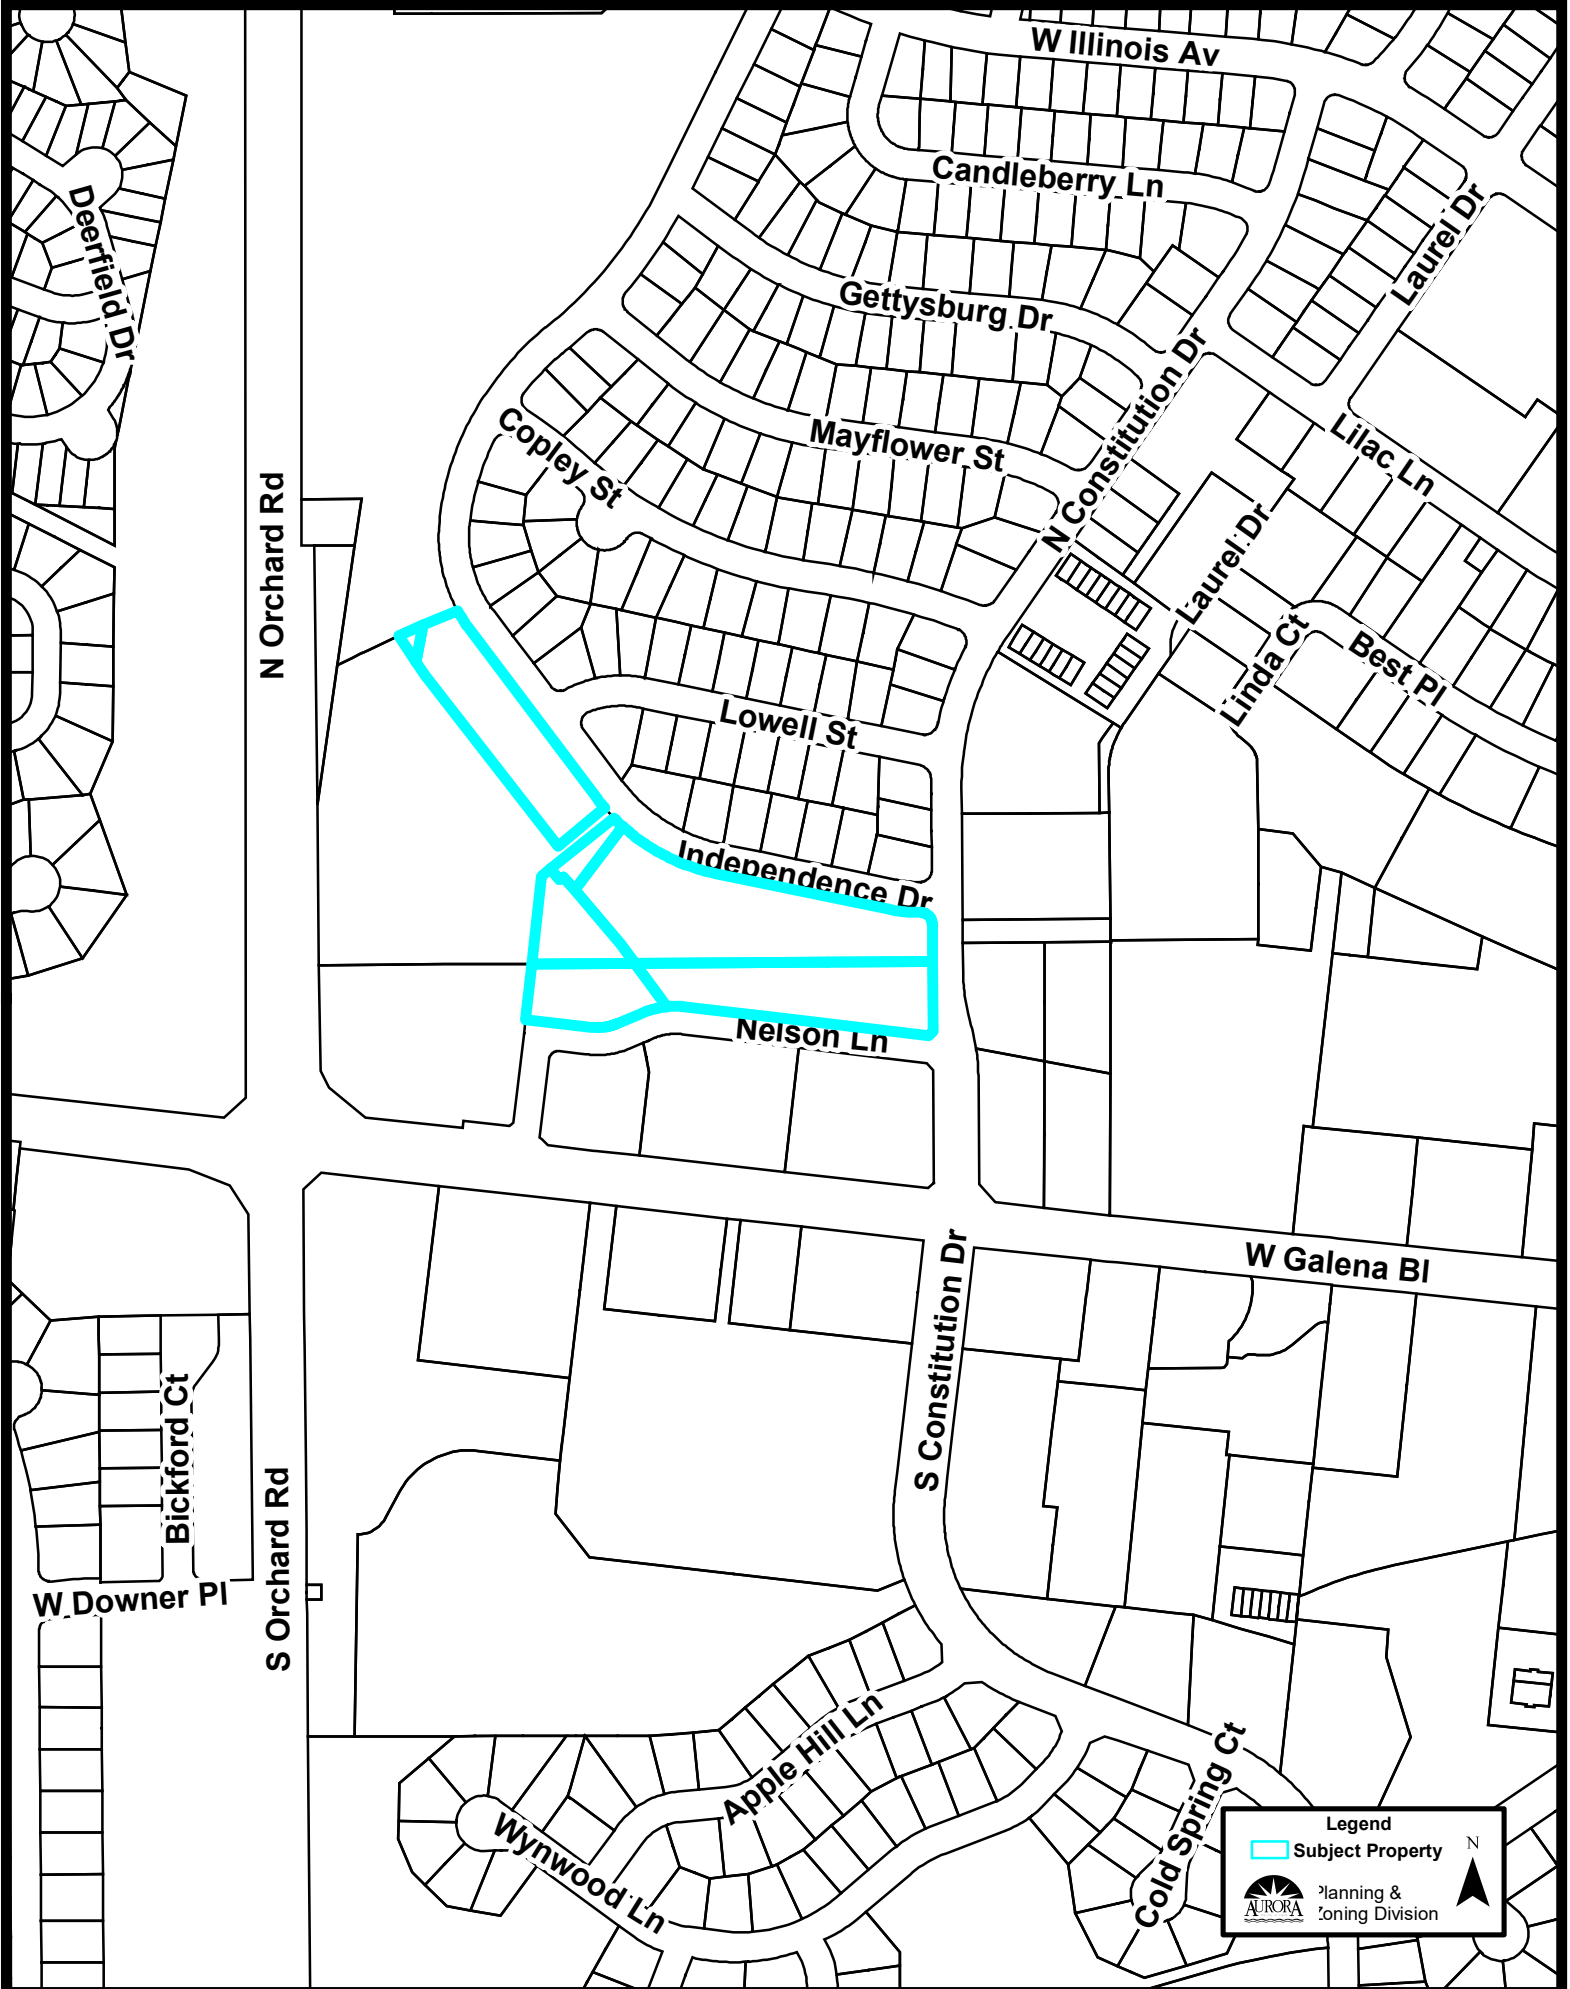 W Illinois Av
Candleberry Ln
Laurel Dr
Deerfield Dr
Gettysburg Dr
N Constitution Dr
Mayflower St
Copley St
Lilac Ln
N Orchard Rd
Laurel Dr
Linda Ct
Best Pl
Lowell St
Independence Dr
Nelson Ln
W Galena Bl
S Constitution Dr
Bickford Ct
S Orchard Rd
W Downer Pl
Apple Hill Ln
Wynwood Ln
Cold Spring Ct
Legend
Subject Property
N
AURORA
Planning &
Zoning Division